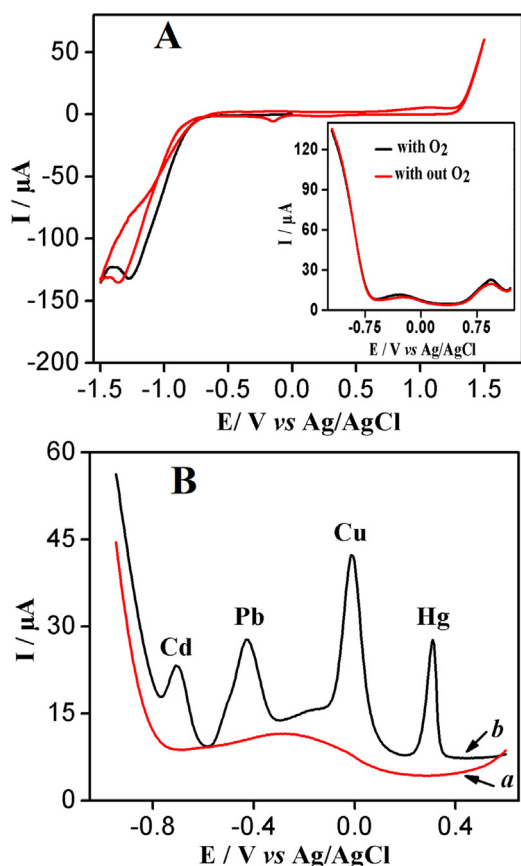 A
50
0
-50
-100
-150
-200
I / µA
-1.5 -1.0 -0.5 0.0 0.5 1.0 1.5
E/ V vs Ag/AgCl
120
90
60
30
0
I / µA
with O2
with out O2
-0.75 0.00 0.75
E / V vs Ag/AgCl
B
60
45
30
15
0
I / µA
Cd
Pb
Cu
Hg
b
a
-0.8 -0.4 0.0 0.4
E / V vs Ag/AgCl